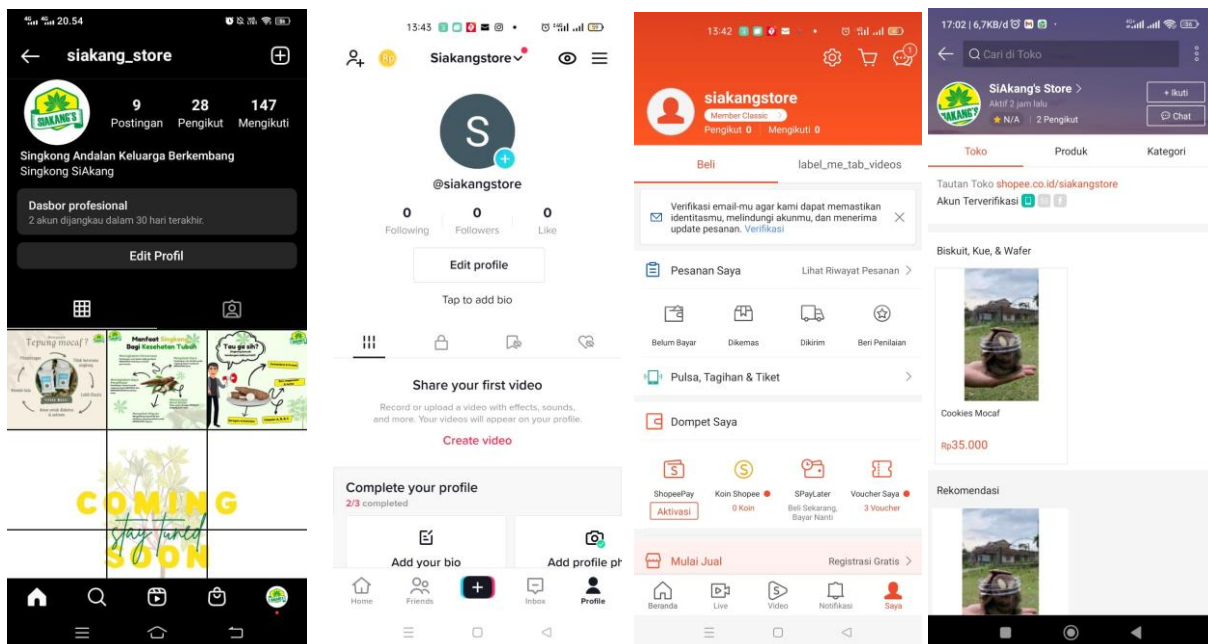 20.54
siakang_store
9
28
147
Postingan
Pengikut
Mengikuti
Singkong Andalan Keluarga Berkembang
Singkong SiAkang
Dasbor profesional
2 akun dijangkau dalam 30 hari terakhir.
Edit Profil
Tepung mocaf?
Manfaat Singkong
Bagi Kesehatan Tubuh
Tau ga sih?
COMING
stay tuned
SOON
13:43
Siakangstore
S
@siakangstore
0
0
0
Following
Followers
Like
Edit profile
Tap to add bio
Share your first video
Record or upload a video with effects, sounds,
and more. Your videos will appear on your profile.
Create video
Complete your profile
2/3 completed
Add your bio
Add profile ph
Home
Friends
Inbox
Profile
13:42
1
siakangstore
Member Classic >
Pengikut 0
Mengikuti 0
Beli
label_me_tab_videos
Verifikasi email-mu agar kami dapat memastikan
identitasmu, melindungi akunmu, dan menerima
update pesanan. Verifikasi
Pesanan Saya
Lihat Riwayat Pesanan >
Belum Bayar
Dikemas
Dikirim
Beri Penilaian
Pulsa, Tagihan & Tiket
Dompet Saya
ShopeePay
Koin Shopee
SPayLater
Voucher Saya
Aktivasi
0 Koin
Beli Sekarang,
Bayar Nanti
3 Voucher
Mulai Jual
Registrasi Gratis >
Beranda
Live
Video
Notifikasi
Saya
17:02 | 6,7KB/d
Cari di Toko
SIAKANG'S
SiAkang's Store >
Aktif 2 jam lalu
N/A | 2 Pengikut
+ Ikuti
Chat
Toko
Produk
Kategori
Tautan Toko shopee.co.id/siakangstore
Akun Terverifikasi
Biskuit, Kue, & Wafer
Cookies Mocaf
Rp35.000
Rekomendasi